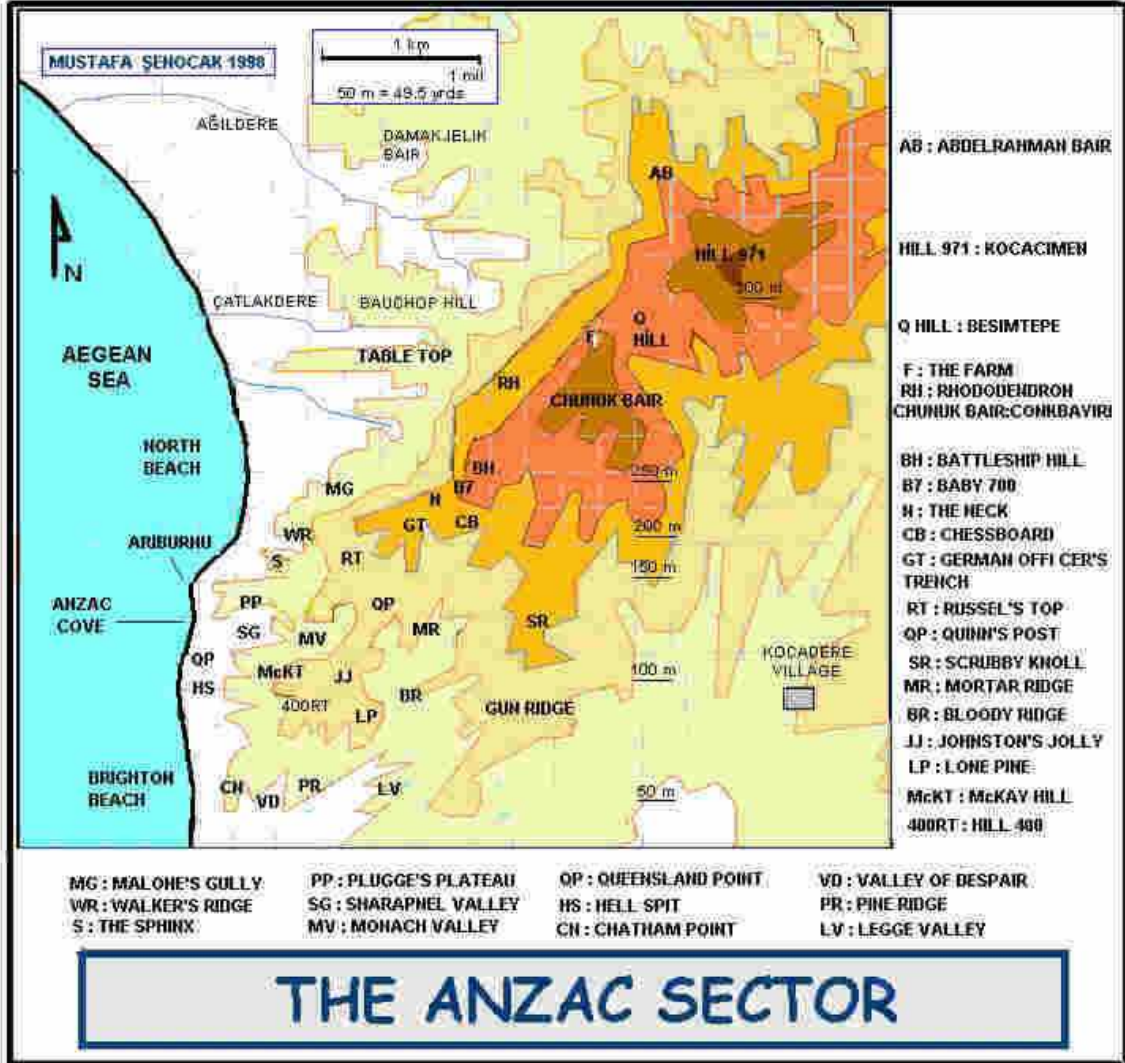 MUSTAFA ŞENOCAK 1998
1 km
1 mil
50 m = 49.5 yrds
AĞILDERE
DAMAKJELIK
BAIR
AB
N
HİLL 971
300 m
ÇATLAKDERE
BAUCHOP HILL
Q
HİLL
F
AEGEAN
SEA
TABLE TOP
RH
CHUNUK BAIR
NORTH
BEACH
BH
250 m
MG
B7
N
GT
CB
200 m
WR
ARIBURNU
S
RT
150 m
ANZAC
COVE
PP
QP
SG
MV
MR
SR
QP
HS
McKT
JJ
100 m
KOCADERE
VILLAGE
400RT
LP
BR
GUN RIDGE
BRIGHTON
BEACH
CN
VD
PR
LV
50 m
AB : ABDELRAHMAN BAIR
HILL 971 : KOCACIMEN
Q HILL : BESIMTEPE
F : THE FARM
RH : RHODODENDROH
CHUNUK BAIR:CONKBAYIRI
BH : BATTLESHIP HILL
B7 : BABY 700
N : THE NECK
CB : CHESSBOARD
GT : GERMAN OFFI CER'S
TRENCH
RT : RUSSEL'S TOP
QP : QUINN'S POST
SR : SCRUBBY KNOLL
MR : MORTAR RIDGE
BR : BLOODY RIDGE
JJ : JOHNSTON'S JOLLY
LP : LONE PINE
McKT : McKAY HILL
400RT : HILL 400
MG : MALOHE'S GULLY
WR : WALKER'S RIDGE
S : THE SPHINX
PP : PLUGGE'S PLATEAU
SG : SHARAPNEL VALLEY
MV : MONACH VALLEY
QP : QUEENSLAND POINT
HS : HELL SPIT
CN : CHATHAM POINT
VD : VALLEY OF DESPAIR
PR : PINE RIDGE
LV : LEGGE VALLEY
THE ANZAC SECTOR